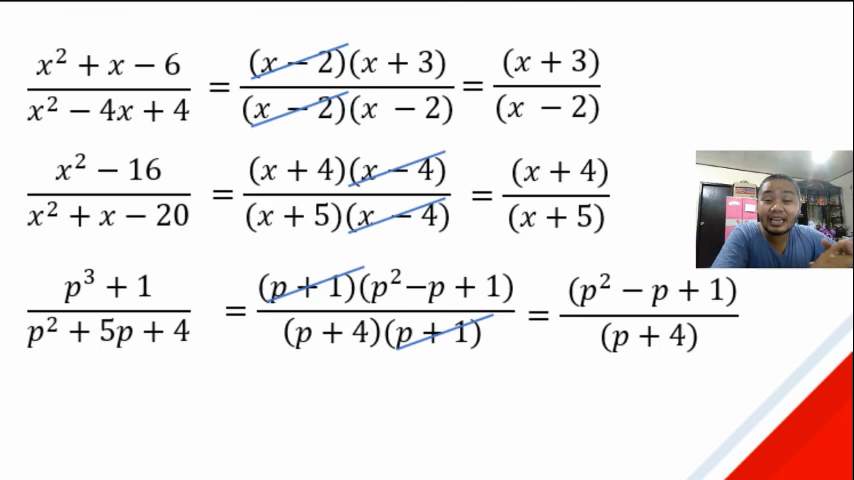 x² + x − 6 / x² − 4x + 4 = (x − 2)(x + 3) / (x − 2)(x − 2) = (x + 3) / (x − 2)
x² − 16 / x² + x − 20 = (x + 4)(x − 4) / (x + 5)(x − 4) = (x + 4) / (x + 5)
p³ + 1 / p² + 5p + 4 = (p + 1)(p²−p + 1) / (p + 4)(p + 1) = (p² − p + 1) / (p + 4)